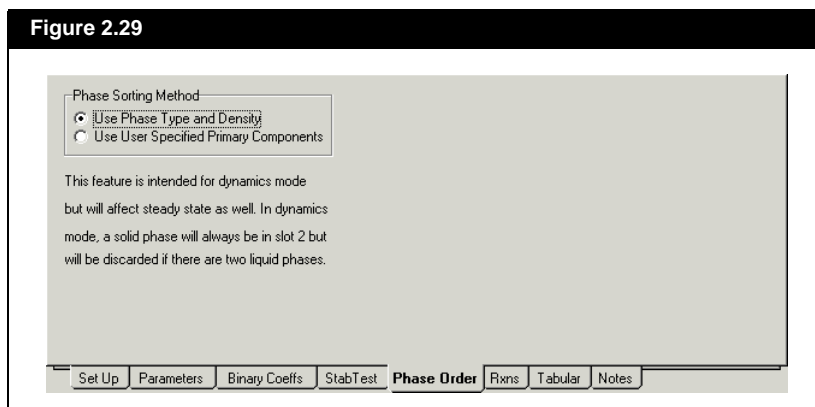 Figure 2.29
Phase Sorting Method
Use Phase Type and Density
Use User Specified Primary Components
This feature is intended for dynamics mode
but will affect steady state as well. In dynamics
mode, a solid phase will always be in slot 2 but
will be discarded if there are two liquid phases.
Set Up Parameters Binary Coeffs StabTest Phase Order Rxns Tabular Notes